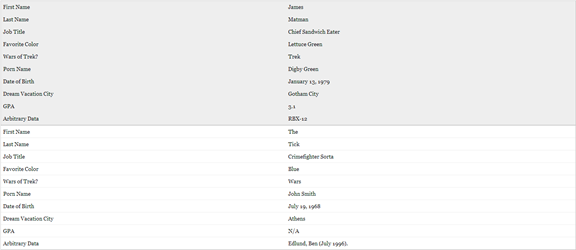 First Name James
Last Name Matman
Job Title Chief Sandwich Eater
Favorite Color Lettuce Green
Wars of Trek? Trek
Porn Name Digby Green
Date of Birth January 13, 1979
Dream Vacation City Gotham City
GPA 3.1
Arbitrary Data RBX-12
First Name The
Last Name Tick
Job Title Crimefighter Sorta
Favorite Color Blue
Wars of Trek? Wars
Porn Name John Smith
Date of Birth July 19, 1968
Dream Vacation City Athens
GPA N/A
Arbitrary Data Edlund, Ben (July 1996).